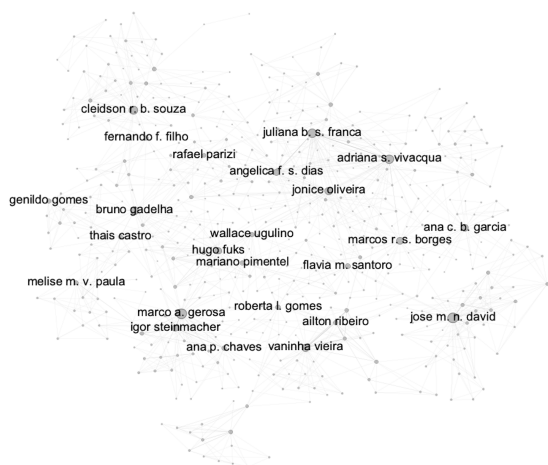 cleidson r. b. souza
fernando f. filho
juliana b. s. franca
rafael parizi
adriana s. vivacqua
angelica f. s. dias
jonice oliveira
genildo gomes
bruno gadelha
ana c. b. garcia
thais castro
wallace ugulino
marcos r. s. borges
hugo fuks
mariano pimentel
flavia m. santoro
melise m. v. paula
roberta l. gomes
marco a. gerosa
jose m. n. david
ailton ribeiro
igor steinmacher
ana p. chaves
vaninha vieira